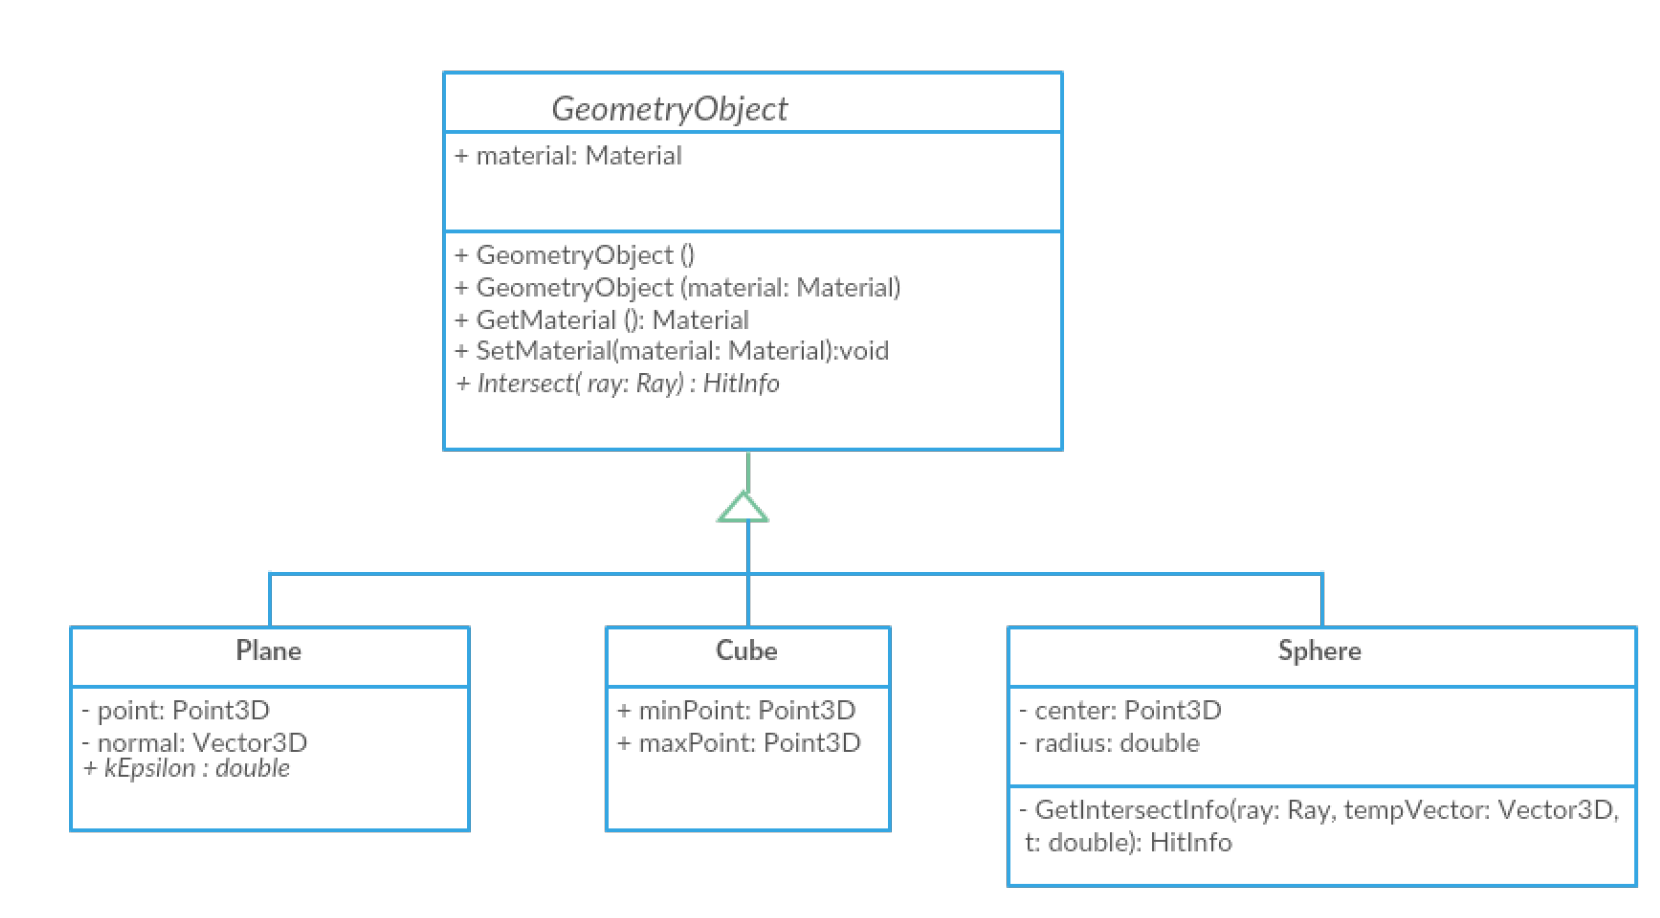 GeometryObject
+ material: Material
+ GeometryObject ()
+ GeometryObject (material: Material)
+ GetMaterial (): Material
+ SetMaterial(material: Material):void
+ Intersect( ray: Ray) : HitInfo
Plane
- point: Point3D
- normal: Vector3D
+ kEpsilon : double
Cube
+ minPoint: Point3D
+ maxPoint: Point3D
Sphere
- center: Point3D
- radius: double
- GetIntersectInfo(ray: Ray, tempVector: Vector3D,
t: double): HitInfo